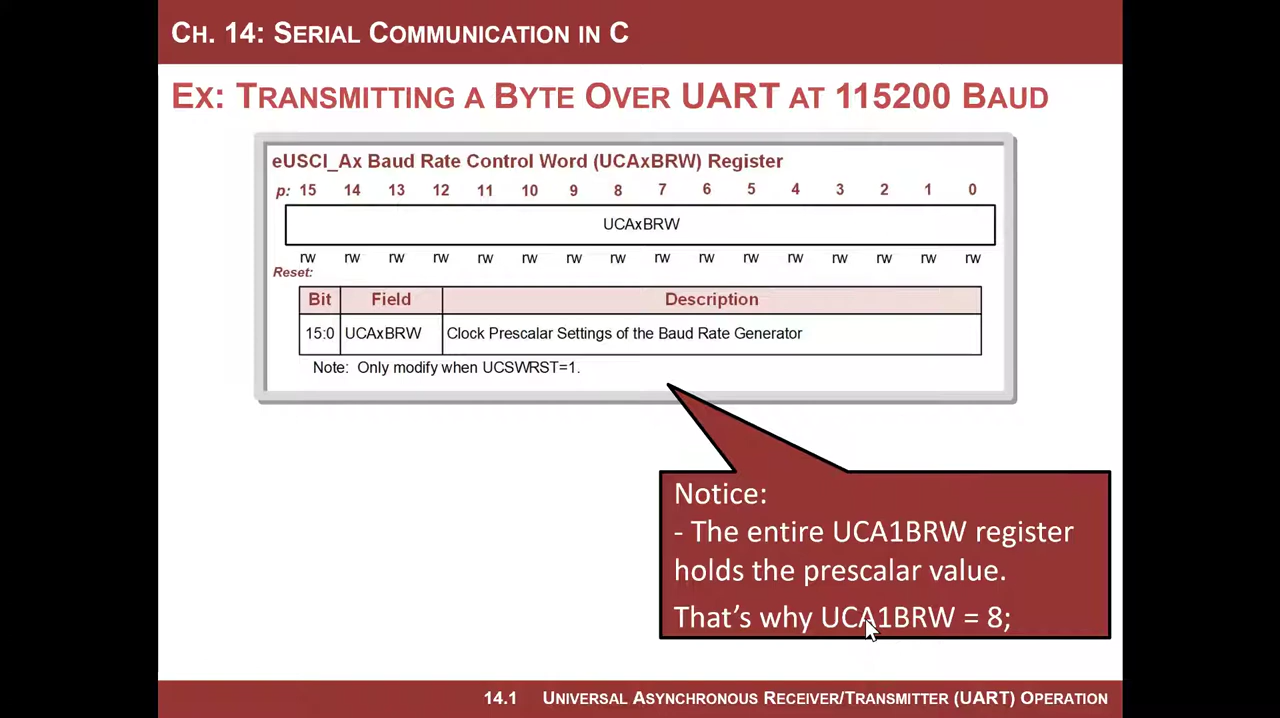 CH. 14: SERIAL COMMUNICATION IN C
EX: TRANSMITTING A BYTE OVER UART AT 115200 BAUD
eUSCI_Ax Baud Rate Control Word (UCAxBRW) Register
p: 15 14 13 12 11 10 9 8 7 6 5 4 3 2 1 0
UCAxBRW
rw rw rw rw rw rw rw rw rw rw rw rw rw rw rw rw
Reset:
Bit Field Description
15:0 UCAxBRW Clock Prescalar Settings of the Baud Rate Generator
Note: Only modify when UCSWRST=1.
Notice:
- The entire UCA1BRW register
holds the prescalar value.
That's why UCA1BRW = 8;
14.1 UNIVERSAL ASYNCHRONOUS RECEIVER/TRANSMITTER (UART) OPERATION